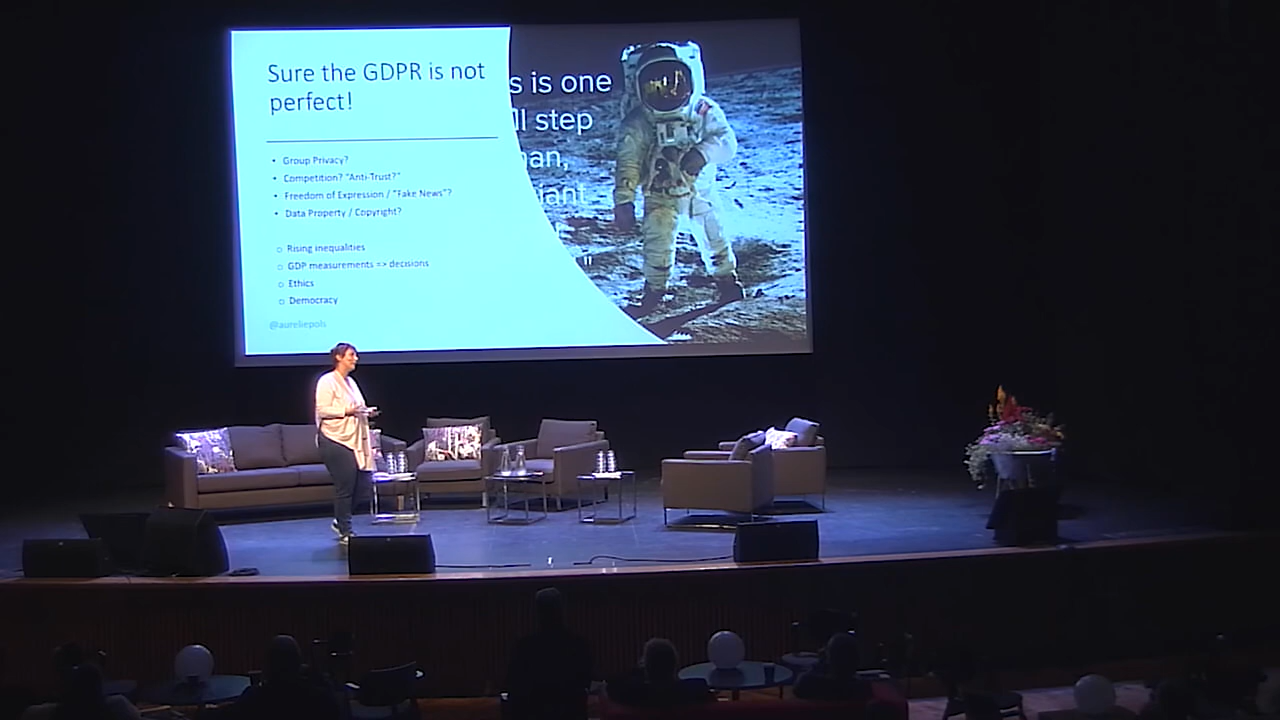 Sure the GDPR is not
perfect!
• Group Privacy?
• Competition? "Anti-Trust?"
• Freedom of Expression / "Fake News"?
• Data Property / Copyright?
o Rising inequalities
o GDP measurements => decisions
o Ethics
o Democracy
@aureliepols
s is one
ll step
an,
iant
"